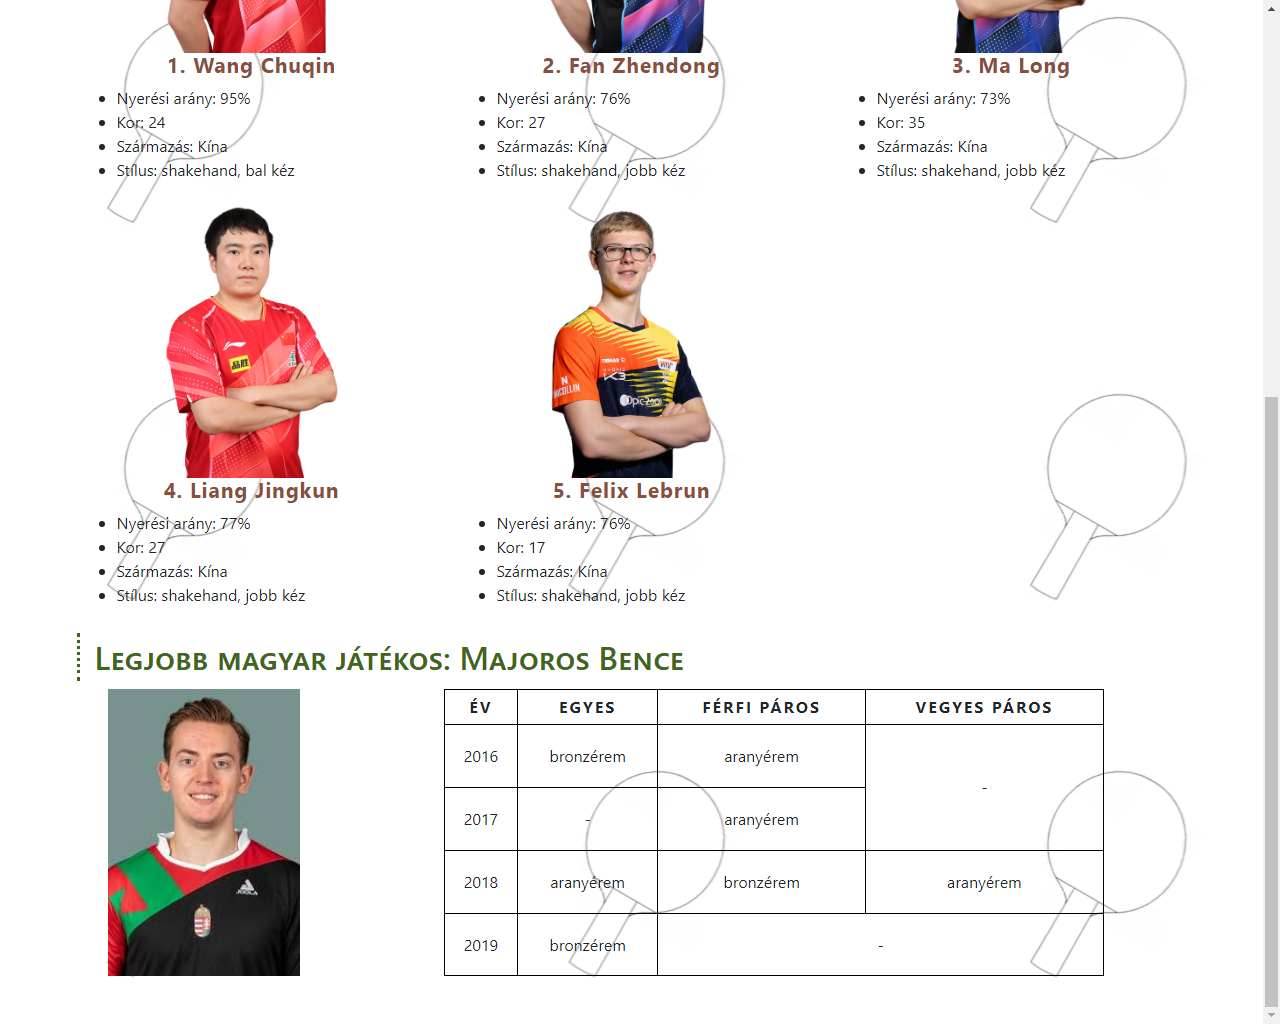 1. Wang Chuqin
Nyerési arány: 95%
Kor: 24
Származás: Kína
Stílus: shakehand, bal kéz
2. Fan Zhendong
Nyerési arány: 76%
Kor: 27
Származás: Kína
Stílus: shakehand, jobb kéz
3. Ma Long
Nyerési arány: 73%
Kor: 35
Származás: Kína
Stílus: shakehand, jobb kéz
品胜
4. Liang Jingkun
Nyerési arány: 77%
Kor: 27
Származás: Kína
Stílus: shakehand, jobb kéz
5. Felix Lebrun
Nyerési arány: 76%
Kor: 17
Származás: Kína
Stílus: shakehand, jobb kéz
Legjobb magyar játékos: Majoros Bence
JOOLA
ÉV EGYES FÉRFI PÁROS VEGYES PÁROS
2016 bronzérem aranyérem -
2017 - aranyérem
2018 aranyérem bronzérem aranyérem
2019 bronzérem -